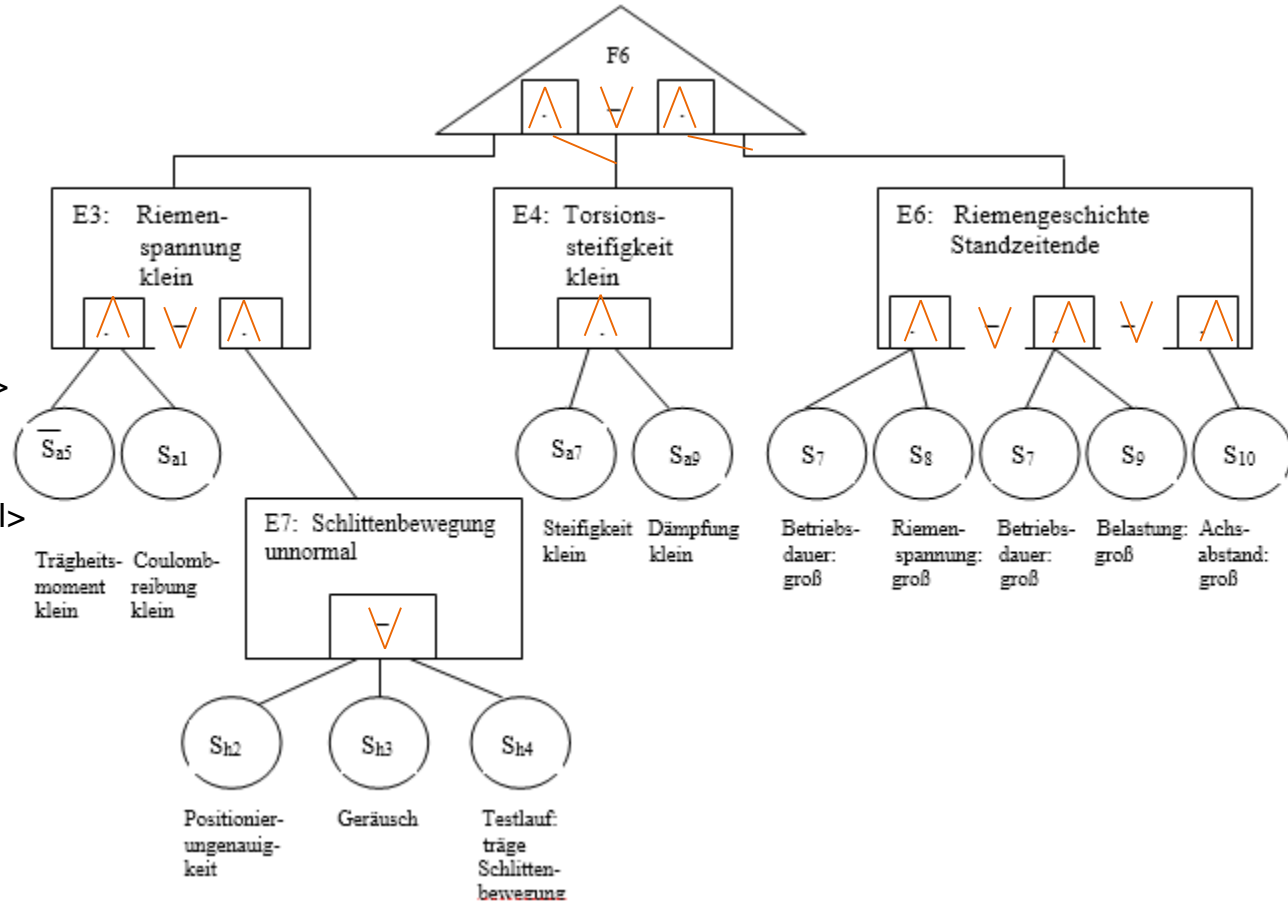 F6
E3: Riemen-
spannung
klein
E4: Torsions-
steifigkeit
klein
E6: Riemengeschichte
Standzeitende
>
S̅a5
Sa1
Sa7
Sa9
S7
S8
S7
S9
S10
l>
Trägheits-
moment
klein
Coulomb-
reibung
klein
E7: Schlittenbewegung
unnormal
Steifigkeit
klein
Dämpfung
klein
Betriebs-
dauer:
groß
Riemen-
spannung:
groß
Betriebs-
dauer:
groß
Belastung:
groß
Achs-
abstand:
groß
Sh2
Sh3
Sh4
Positionier-
ungenauig-
keit
Geräusch
Testlauf:
träge
Schlitten-
bewegung